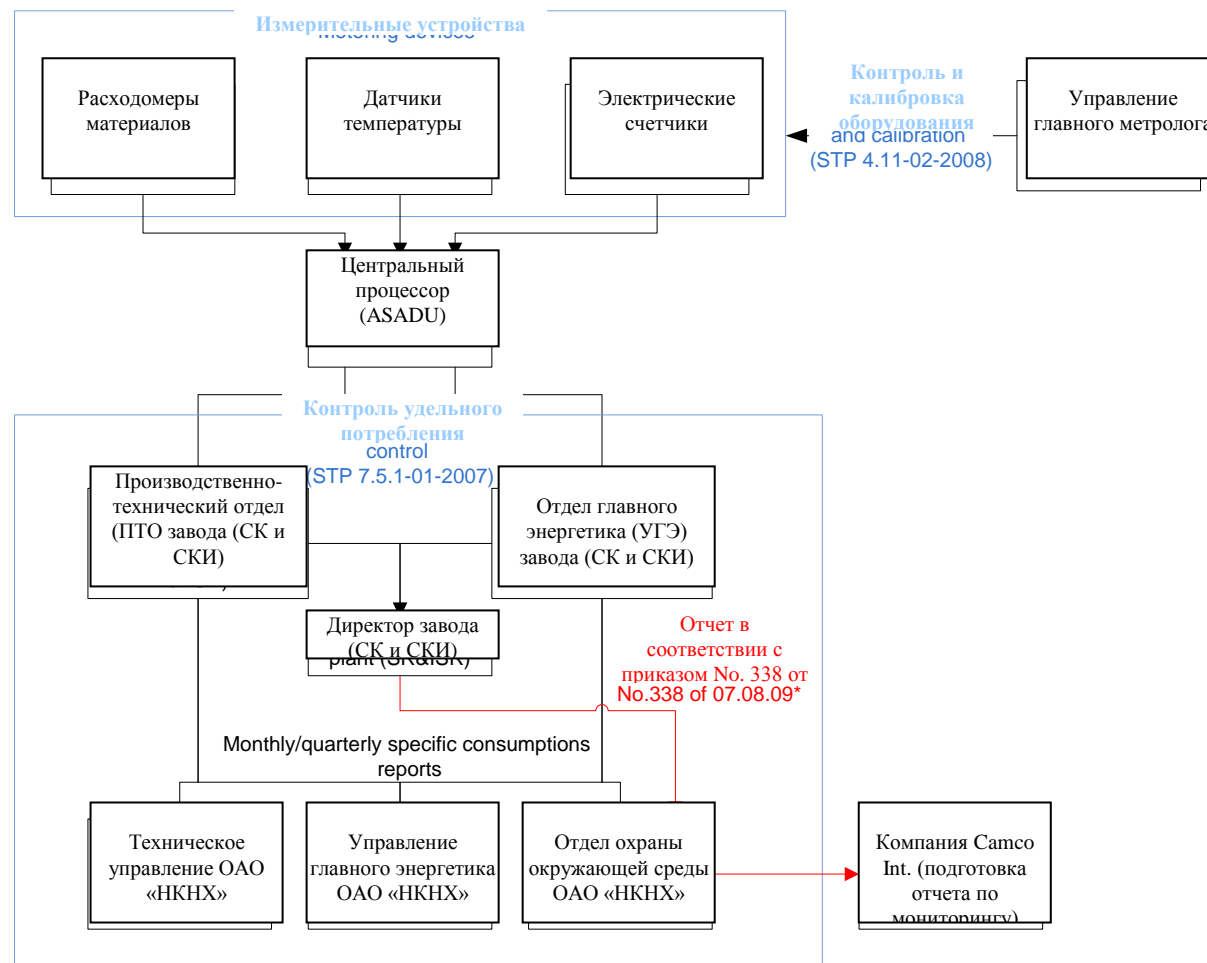 Измерительные устройства
Metering devices
Расходомеры
материалов
Датчики
температуры
Электрические
счетчики
Контроль и
калибровка
оборудования
and calibration
(STP 4.11-02-2008)
Управление
главного метролога
Центральный
процессор
(ASADU)
Контроль удельного
потребления
control
(STP 7.5.1-01-2007)
Производственно-
технический отдел
(ПТО завода (СК и
СКИ)
Отдел главного
энергетика (УГЭ)
завода (СК и СКИ)
Директор завода
(СК и СКИ)
plant (SK&ISK)
Отчет в
соответствии с
приказом No. 338 от
No.338 of 07.08.09*
Monthly/quarterly specific consumptions
reports
Техническое
управление ОАО
«НКНХ»
Управление
главного энергетика
ОАО «НКНХ»
Отдел охраны
окружающей среды
ОАО «НКНХ»
Компания Camco
Int. (подготовка
отчета по
мониторингу)